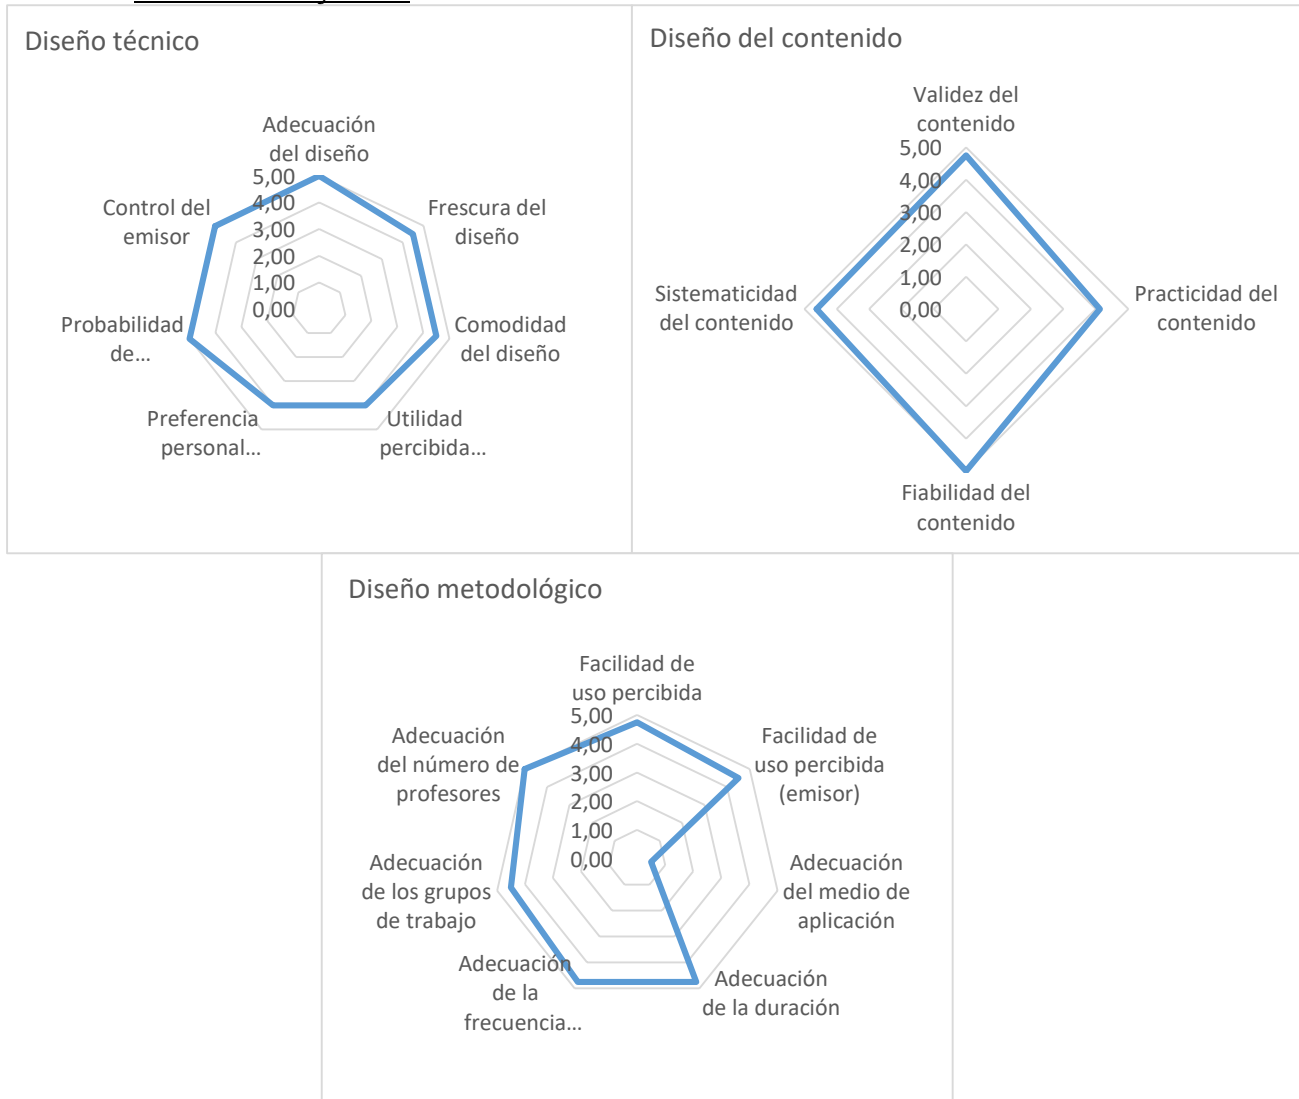 Diseño técnico
Adecuación
del diseño
5,00
4,00
3,00
2,00
1,00
0,00
Frescura del
diseño
Comodidad
del diseño
Utilidad
percibida...
Preferencia
personal...
Probabilidad
de...
Control del
emisor
Diseño del contenido
Validez del
contenido
5,00
4,00
3,00
2,00
1,00
0,00
Practicidad del
contenido
Fiabilidad del
contenido
Sistematicidad
del contenido
Diseño metodológico
Facilidad de
uso percibida
5,00
4,00
3,00
2,00
1,00
0,00
Facilidad de
uso percibida
(emisor)
Adecuación
del medio de
aplicación
Adecuación
de la duración
Adecuación
de la
frecuencia...
Adecuación
de los grupos
de trabajo
Adecuación
del número de
profesores